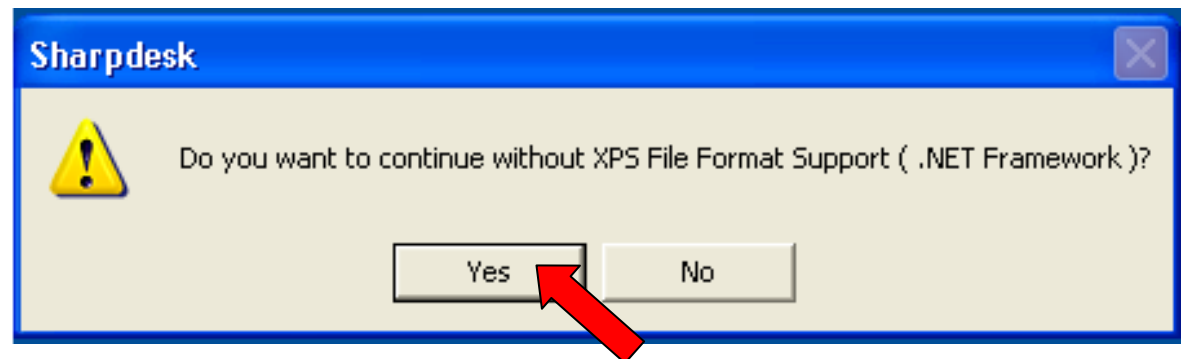 Sharpdesk
Do you want to continue without XPS File Format Support ( .NET Framework )?
Yes
No